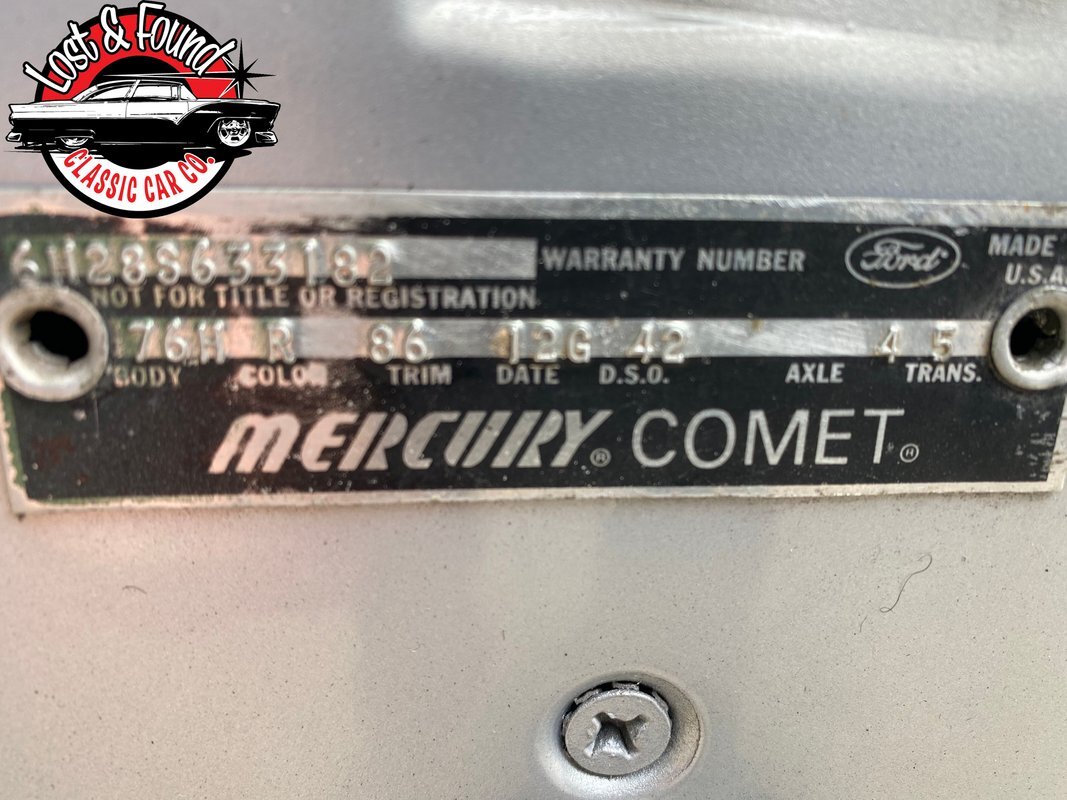 Lost & Found
CLASSIC CAR CO.
6H28S633182 WARRANTY NUMBER Ford MADE
U.S.A
NOT FOR TITLE OR REGISTRATION
76H R 86 12G 42 4 5
BODY COLOR TRIM DATE D.S.O. AXLE TRANS.
MERCURY® COMET